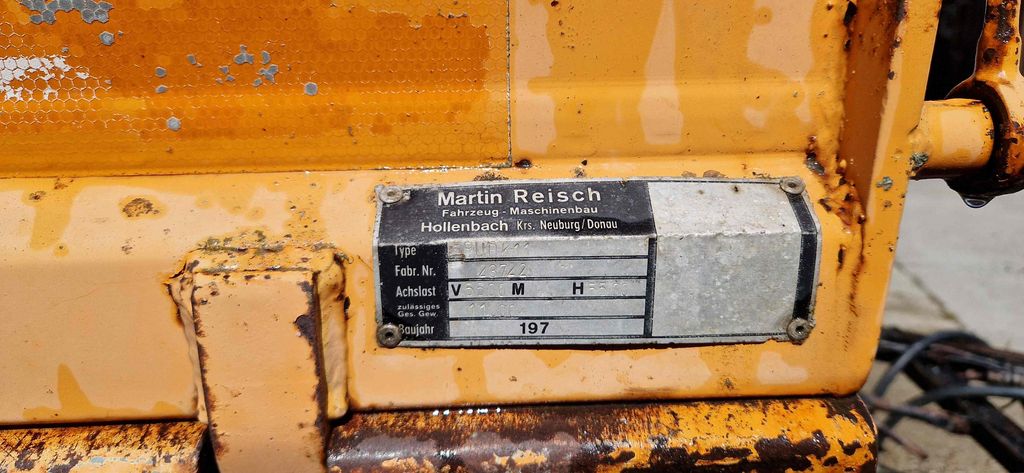 Martin Reisch
Fahrzeug - Maschinenbau
Hollenbach Krs. Neuburg/Donau
Type
Fabr. Nr.
Achslast V M H
zulässiges
Ges. Gew.
Baujahr 197